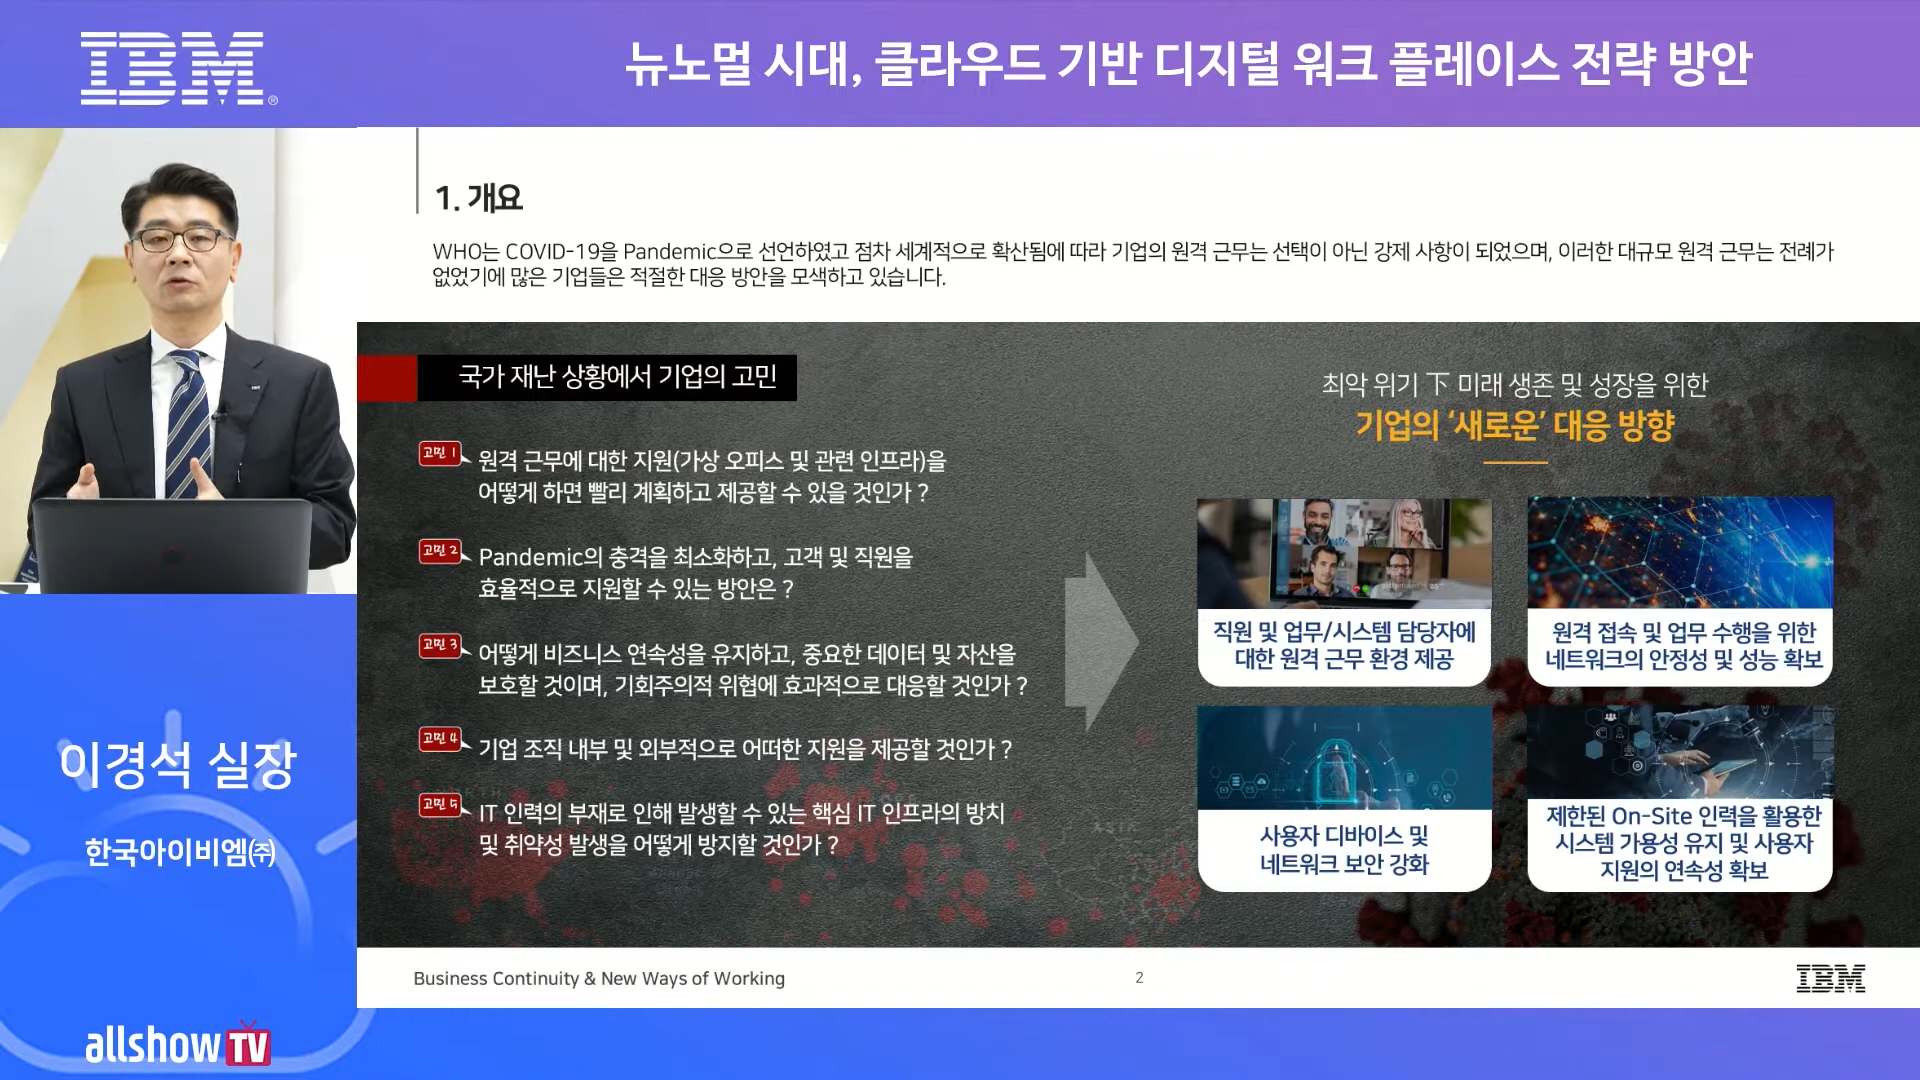 IBM®
뉴노멀 시대, 클라우드 기반 디지털 워크 플레이스 전략 방안
1. 개요
WHO는 COVID-19을 Pandemic으로 선언하였고 점차 세계적으로 확산됨에 따라 기업의 원격 근무는 선택이 아닌 강제 사항이 되었으며, 이러한 대규모 원격 근무는 전례가
없었기에 많은 기업들은 적절한 대응 방안을 모색하고 있습니다.
국가 재난 상황에서 기업의 고민
고민 1
원격 근무에 대한 지원(가상 오피스 및 관련 인프라)을
어떻게 하면 빨리 계획하고 제공할 수 있을 것인가 ?
고민 2
Pandemic의 충격을 최소화하고, 고객 및 직원을
효율적으로 지원할 수 있는 방안은 ?
고민 3
어떻게 비즈니스 연속성을 유지하고, 중요한 데이터 및 자산을
보호할 것이며, 기회주의적 위협에 효과적으로 대응할 것인가 ?
고민 4
기업 조직 내부 및 외부적으로 어떠한 지원을 제공할 것인가 ?
고민 5
IT 인력의 부재로 인해 발생할 수 있는 핵심 IT 인프라의 방치
및 취약성 발생을 어떻게 방지할 것인가 ?
최악 위기 下 미래 생존 및 성장을 위한
기업의 ‘새로운’ 대응 방향
직원 및 업무/시스템 담당자에
대한 원격 근무 환경 제공
원격 접속 및 업무 수행을 위한
네트워크의 안정성 및 성능 확보
사용자 디바이스 및
네트워크 보안 강화
제한된 On-Site 인력을 활용한
시스템 가용성 유지 및 사용자
지원의 연속성 확보
Business Continuity & New Ways of Working
2
IBM
이경석 실장
한국아이비엠㈜
allshow TV